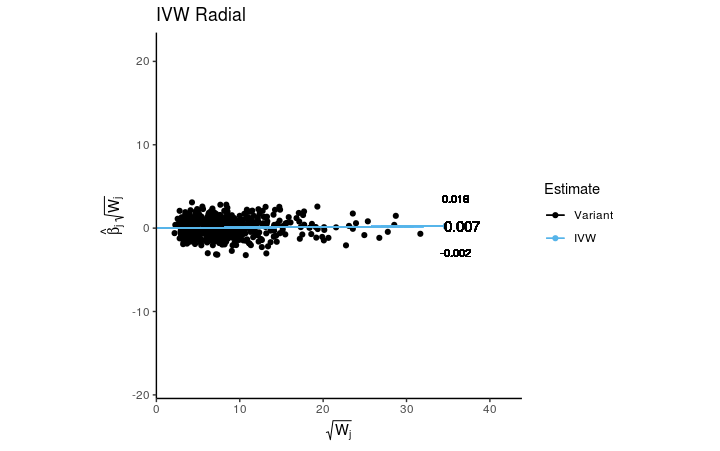 IVW Radial
20
10
0
-10
-20
β̂j√Wj
0.016
0.007
-0.002
0 10 20 30 40
√Wj
Estimate
Variant
IVW